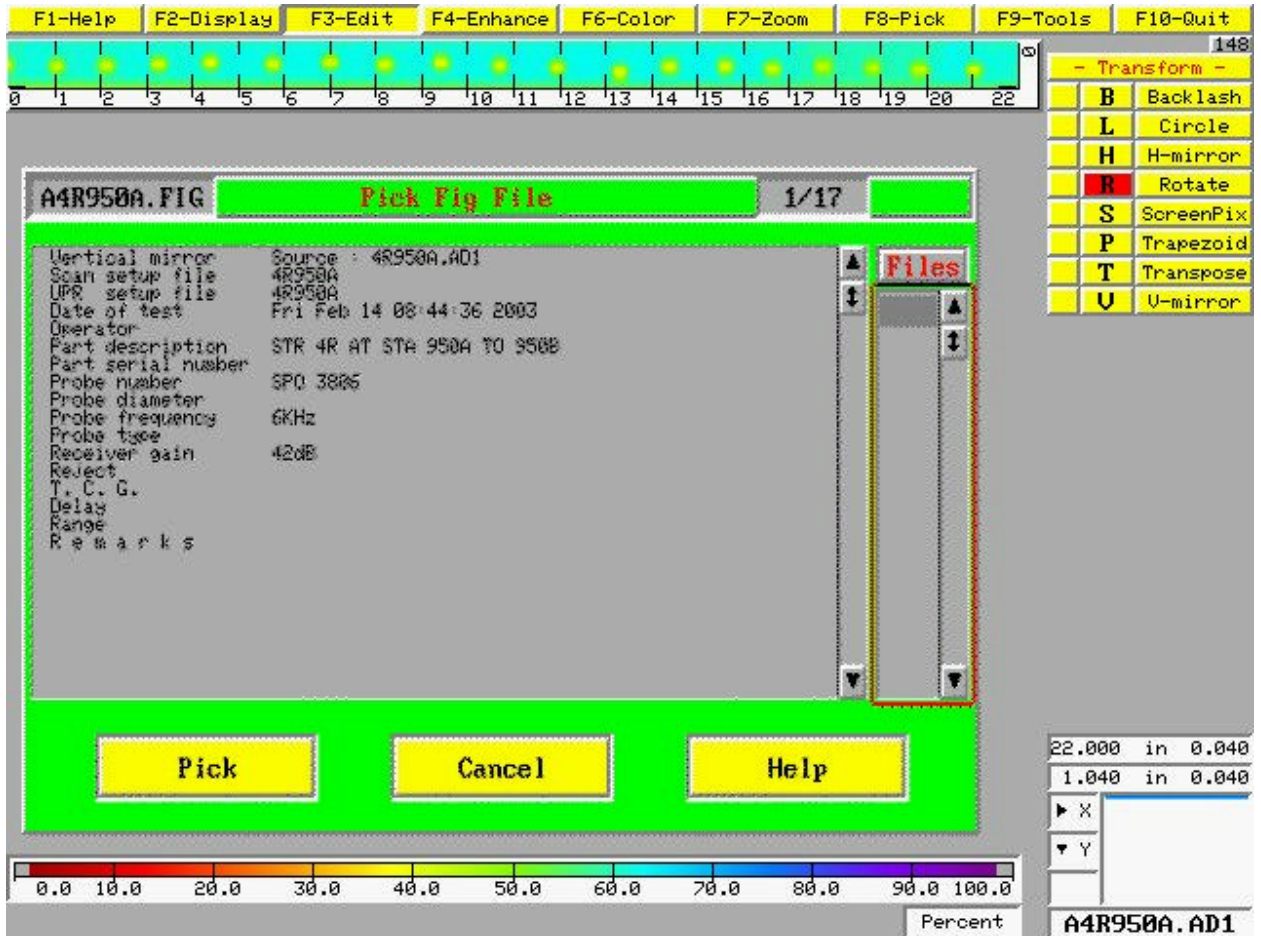 F1-Help F2-Display F3-Edit F4-Enhance F6-Color F7-Zoom F8-Pick F9-Tools F10-Quit
148
0 1 2 3 4 5 6 7 8 9 10 11 12 13 14 15 16 17 18 19 20 22
- Transform -
B Backlash
L Circle
H H-mirror
R Rotate
S ScreenPix
P Trapezoid
T Transpose
V V-mirror
A4R950A.FIG Pick Fig File 1/17
Files
Vertical mirror Source : 4R950A.AD1
Scan setup file 4R950A
UPR setup file 4R950A
Date of test Fri Feb 14 08:44:36 2003
Operator
Part description STR 4R AT STA 950A TO 950B
Part serial number
Probe number SPO 3806
Probe diameter
Probe frequency 6KHz
Probe type
Receiver gain 42dB
Reject
T. C. G.
Delay
Range
R e m a r k s
Pick Cancel Help
22.000 in 0.040
1.040 in 0.040
X
Y
0.0 10.0 20.0 30.0 40.0 50.0 60.0 70.0 80.0 90.0 100.0
Percent
A4R950A.AD1